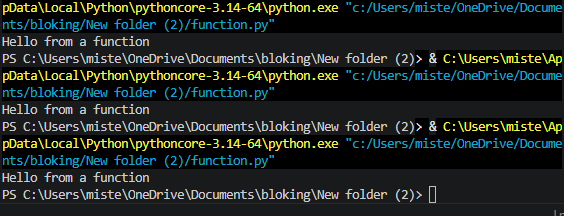 pData\Local\Python\pythoncore-3.14-64\python.exe "c:/Users/miste/OneDrive/Docume
nts/bloking/New folder (2)/function.py"
Hello from a function
PS C:\Users\miste\OneDrive\Documents\bloking\New folder (2)> & C:\Users\miste\Ap
pData\Local\Python\pythoncore-3.14-64\python.exe "c:/Users/miste/OneDrive/Docume
nts/bloking/New folder (2)/function.py"
Hello from a function
PS C:\Users\miste\OneDrive\Documents\bloking\New folder (2)> & C:\Users\miste\Ap
pData\Local\Python\pythoncore-3.14-64\python.exe "c:/Users/miste/OneDrive/Docume
nts/bloking/New folder (2)/function.py"
Hello from a function
PS C:\Users\miste\OneDrive\Documents\bloking\New folder (2)>